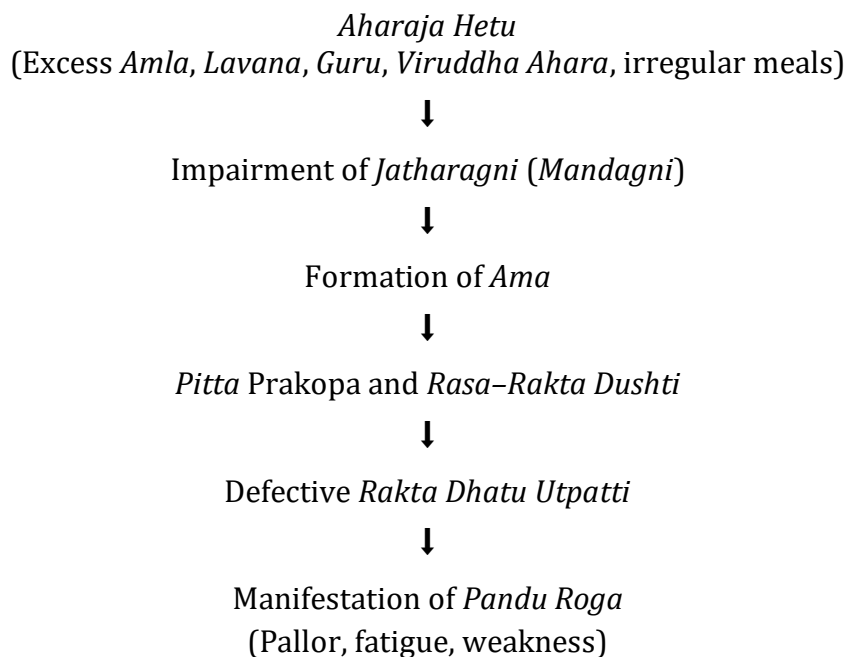 Aharaja Hetu
(Excess Amla, Lavana, Guru, Viruddha Ahara, irregular meals)
Impairment of Jatharagni (Mandagni)
Formation of Ama
Pitta Prakopa and Rasa–Rakta Dushti
Defective Rakta Dhatu Utpatti
Manifestation of Pandu Roga
(Pallor, fatigue, weakness)